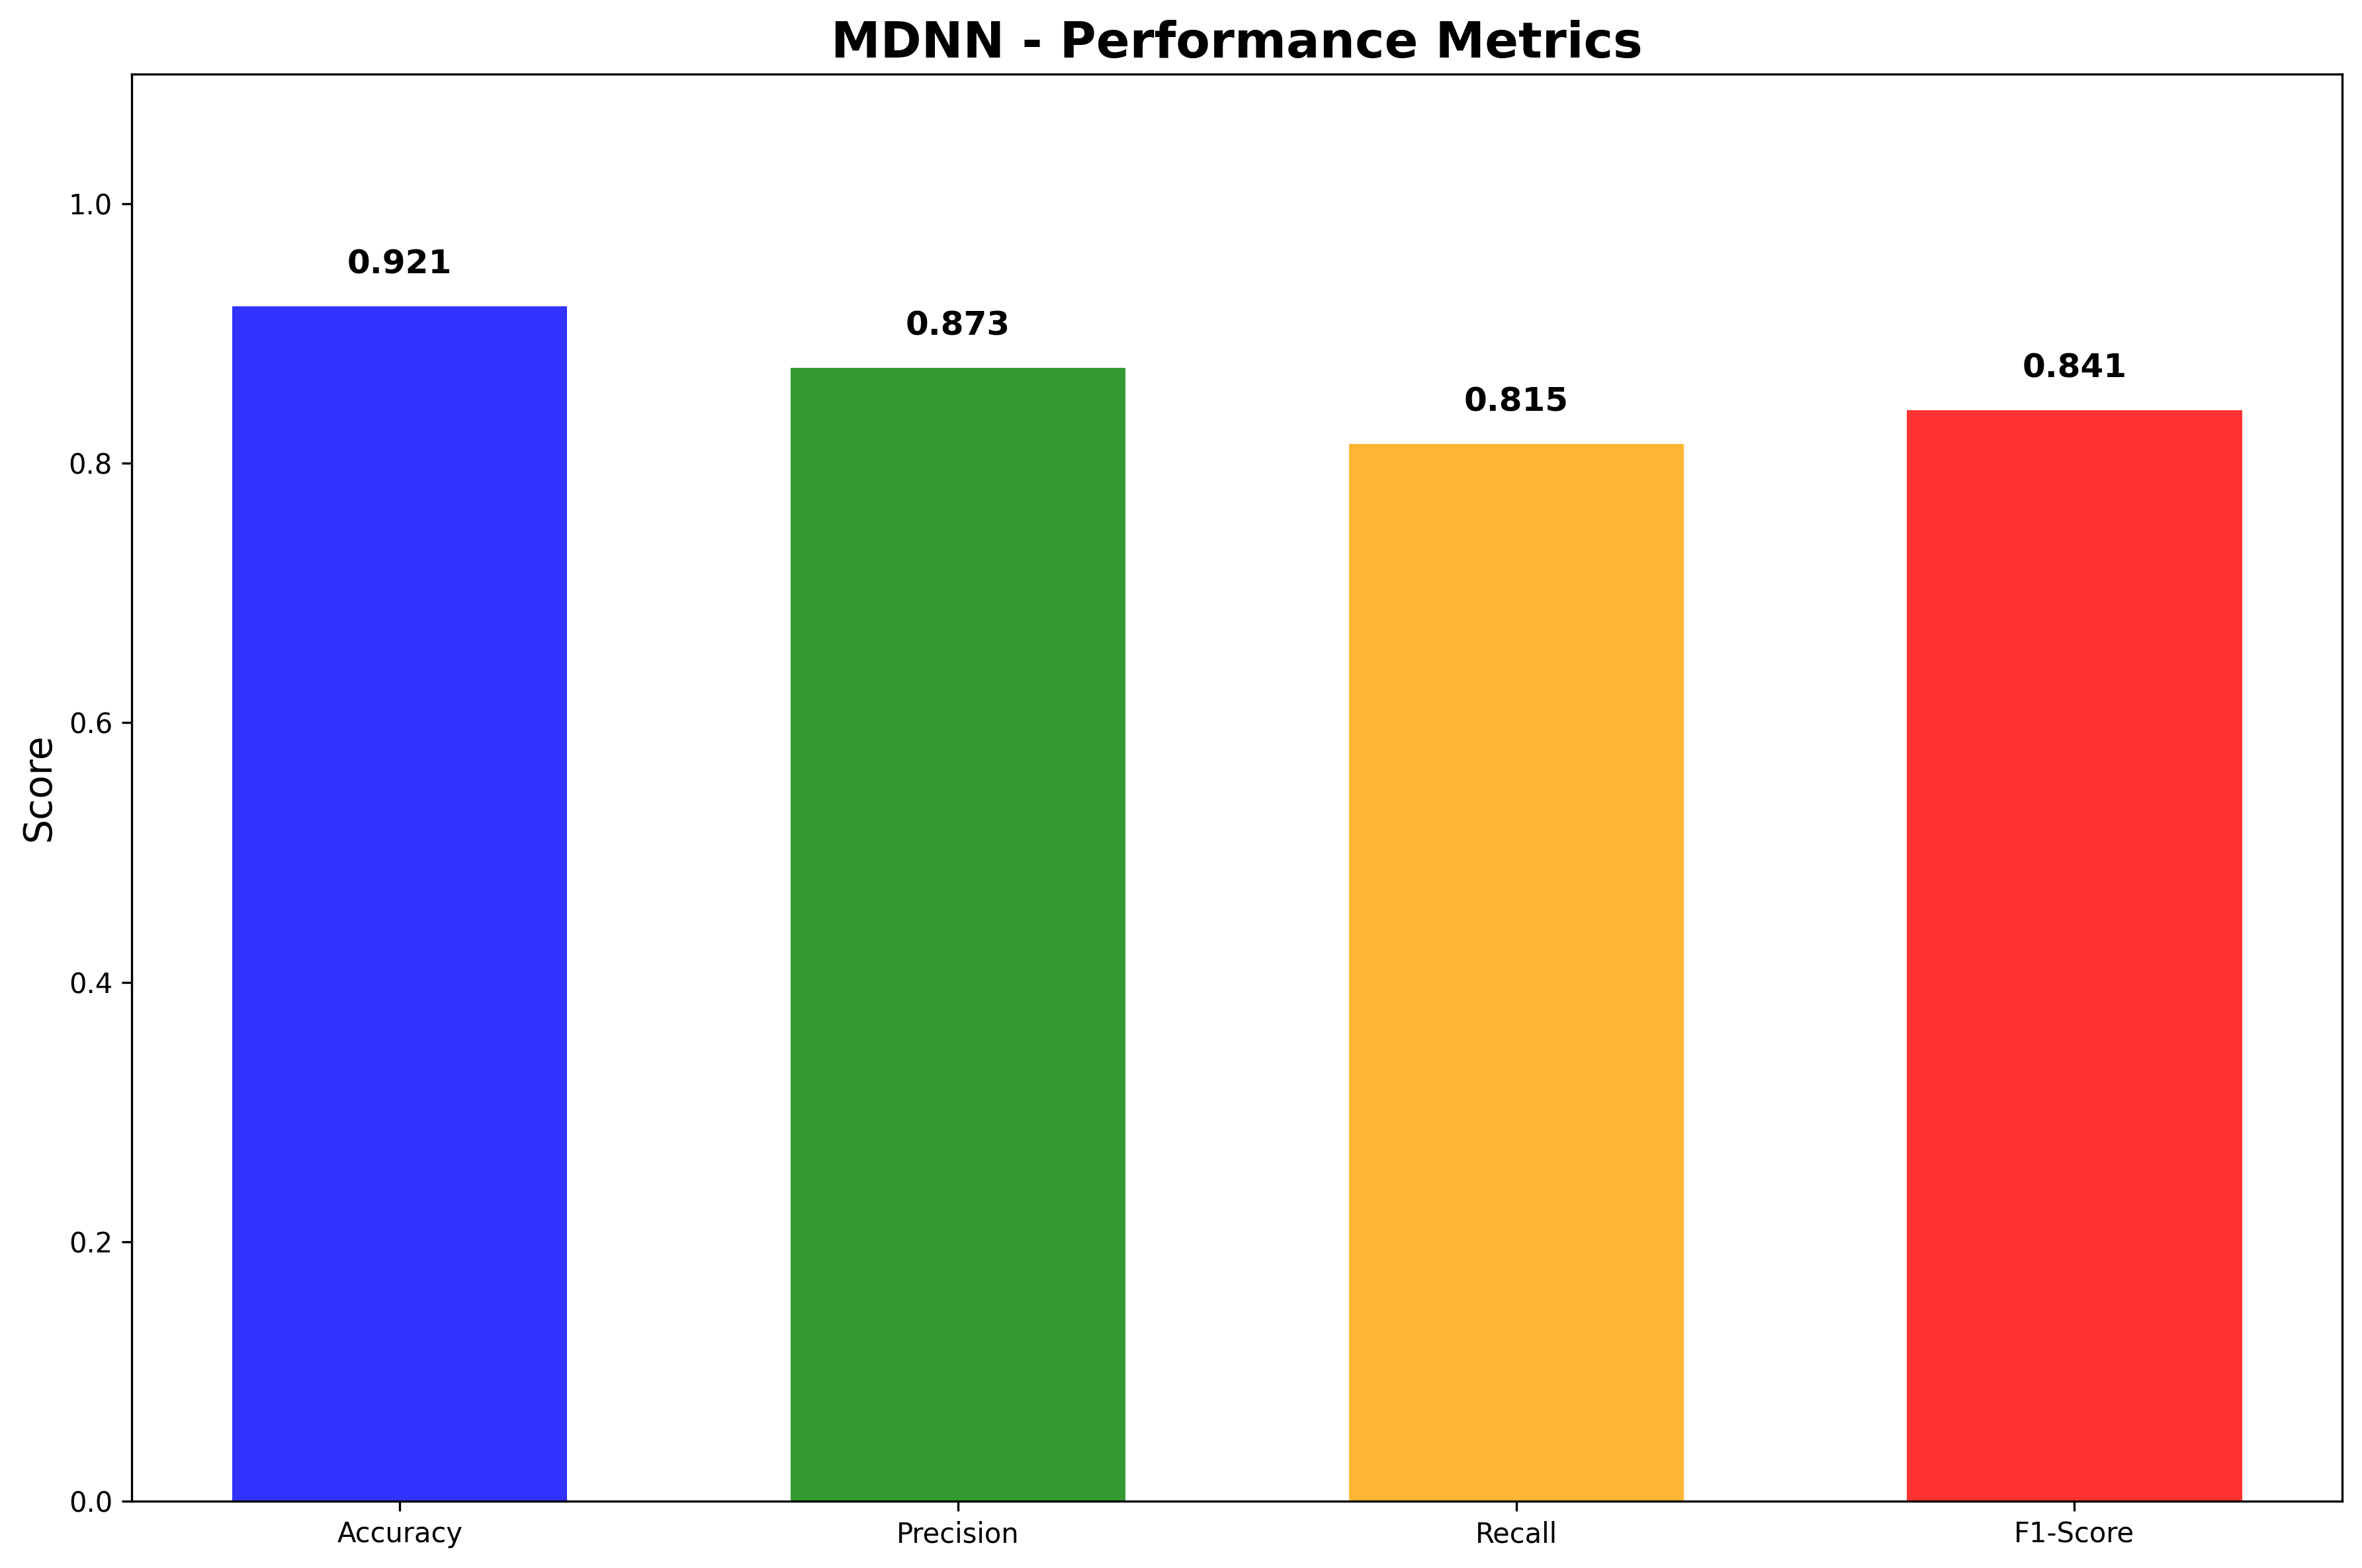 MDNN - Performance Metrics
Score
1.0
0.8
0.6
0.4
0.2
0.0
0.921
0.873
0.815
0.841
Accuracy
Precision
Recall
F1-Score